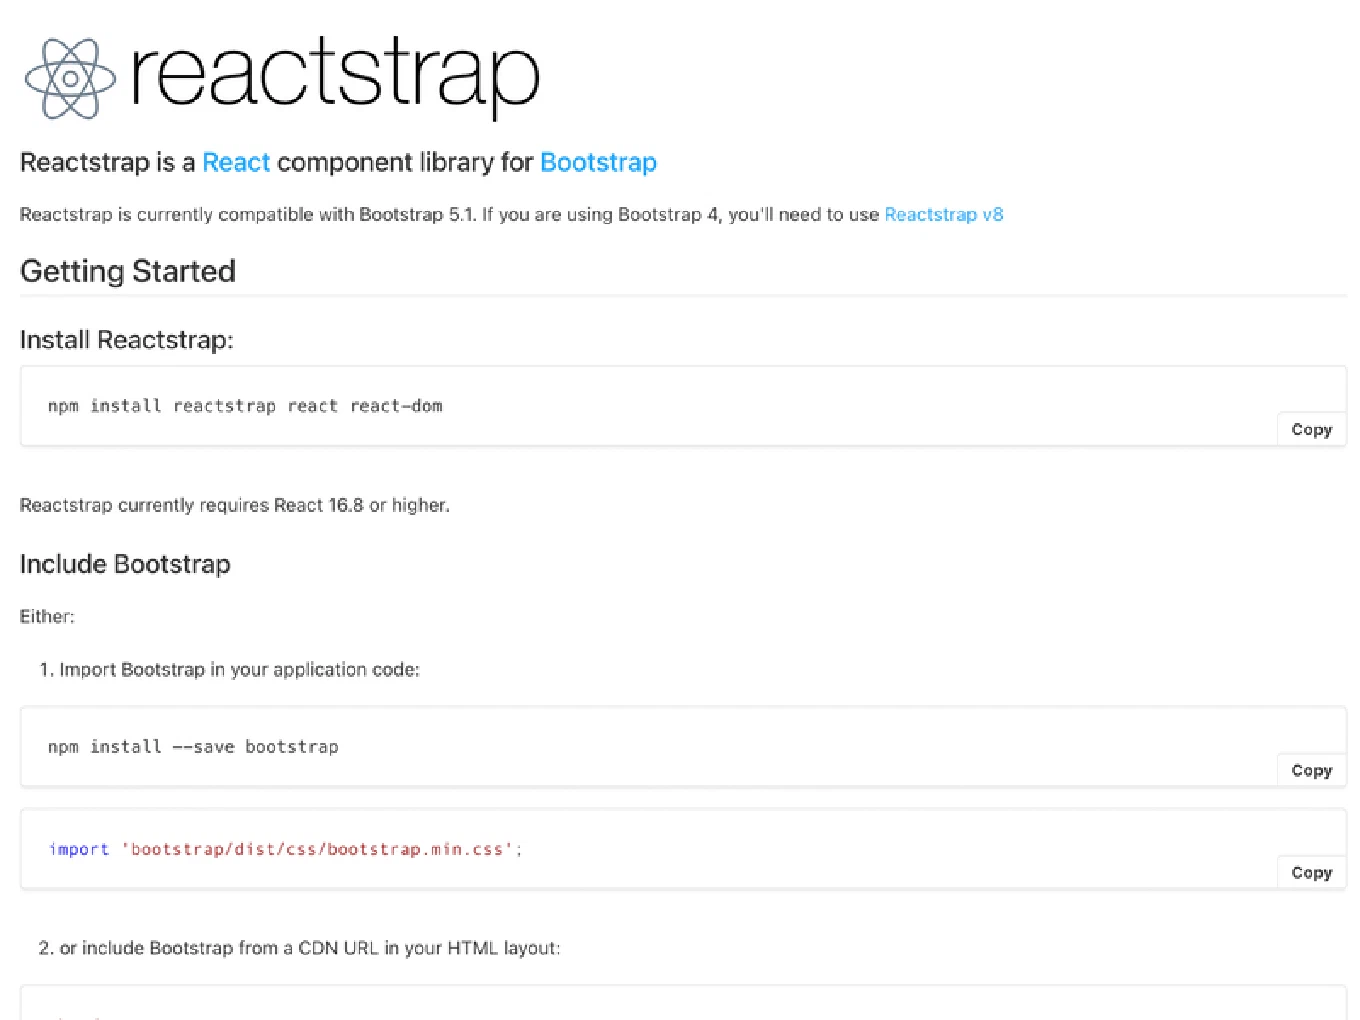 reactstrap
Reactstrap is a React component library for Bootstrap
Reactstrap is currently compatible with Bootstrap 5.1. If you are using Bootstrap 4, you'll need to use Reactstrap v8
Getting Started
Install Reactstrap:
npm install reactstrap react react-dom
Copy
Reactstrap currently requires React 16.8 or higher.
Include Bootstrap
Either:
1. Import Bootstrap in your application code:
npm install --save bootstrap
Copy
import 'bootstrap/dist/css/bootstrap.min.css';
Copy
2. or include Bootstrap from a CDN URL in your HTML layout: